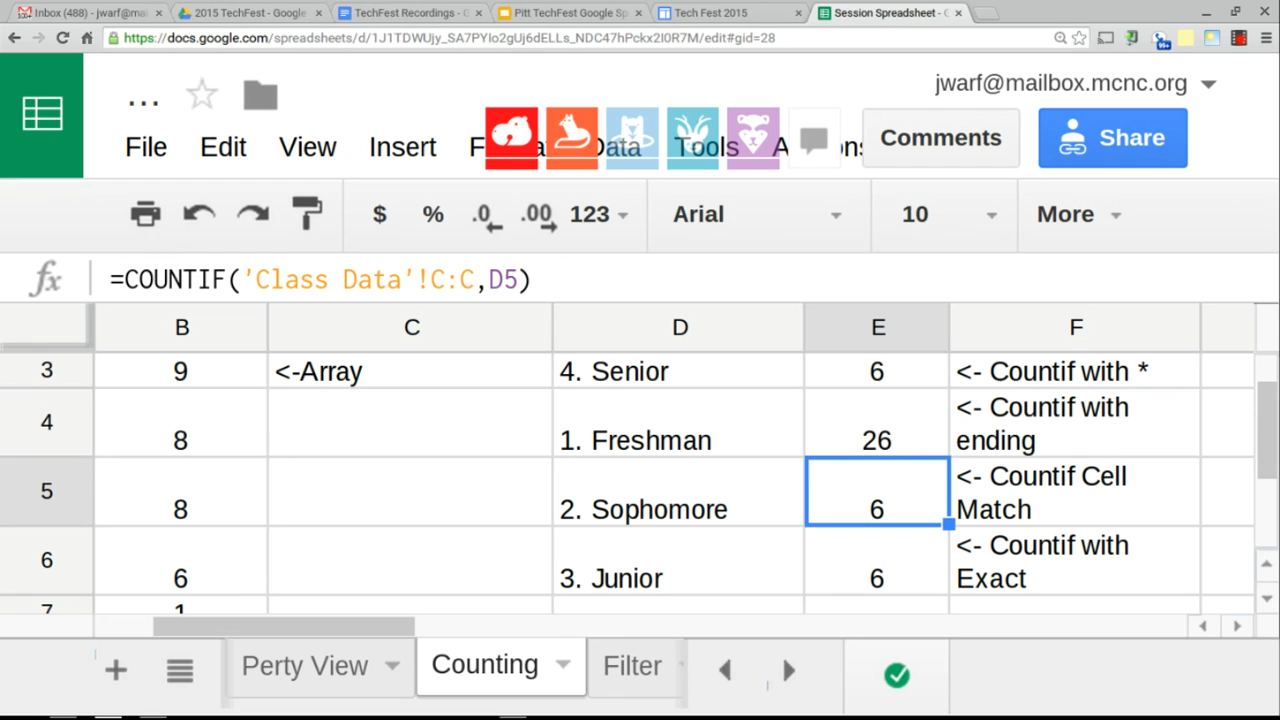 Inbox (488) - jwarf@mai
2015 TechFest - Google
TechFest Recordings - G
Pitt TechFest Google Sp
Tech Fest 2015
Session Spreadsheet - G
https://docs.google.com/spreadsheets/d/1J1TDWUjy_SA7PYIo2gUj6dELLs_NDC47hPckx2I0R7M/edit#gid=28
...
jwarf@mailbox.mcnc.org
File Edit View Insert Data Tools
Comments
Share
$ % .0 .00 123 Arial 10 More
fx =COUNTIF('Class Data'!C:C,D5)
B C D E F
3 9 <-Array 4. Senior 6 <- Countif with *
4 8 1. Freshman 26 <- Countif with
ending
5 8 2. Sophomore 6 <- Countif Cell
Match
6 6 3. Junior 6 <- Countif with
Exact
7 1
+ Perty View Counting Filter